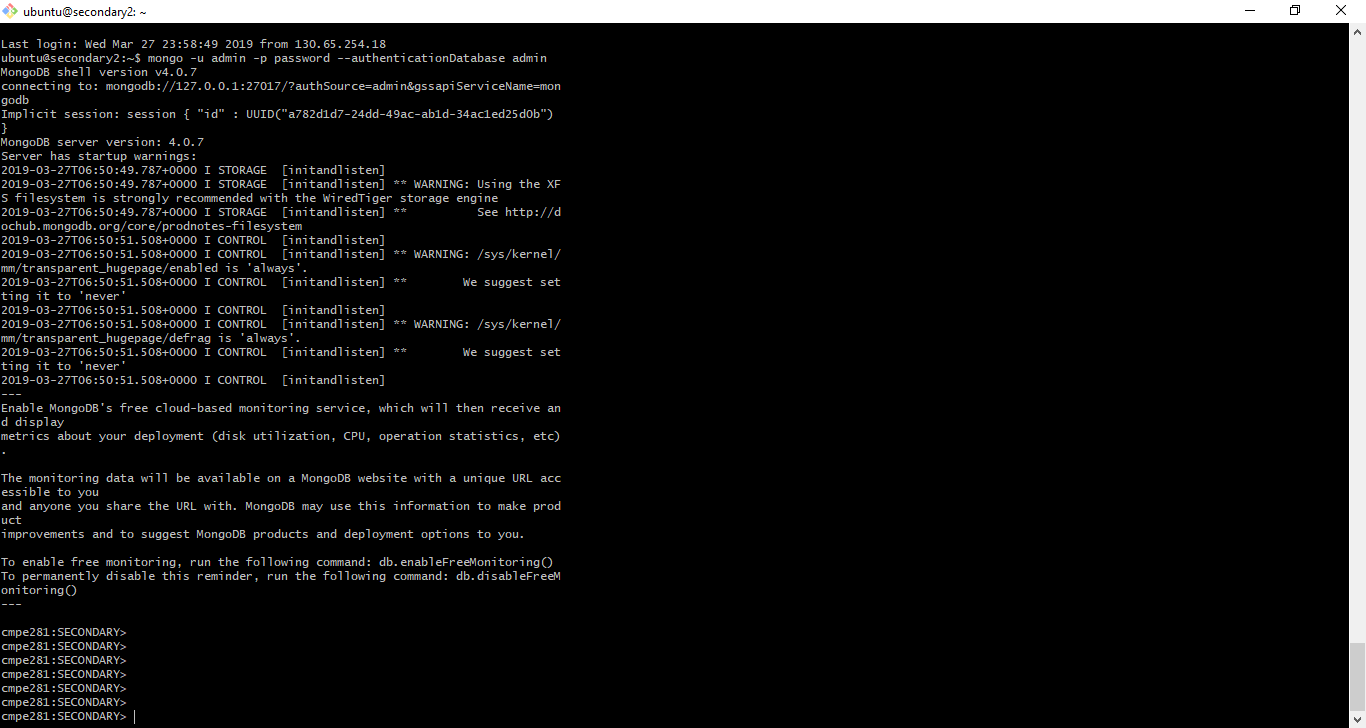 ubuntu@secondary2: ~
Last login: Wed Mar 27 23:58:49 2019 from 130.65.254.18
ubuntu@secondary2:~$ mongo -u admin -p password --authenticationDatabase admin
MongoDB shell version v4.0.7
connecting to: mongodb://127.0.0.1:27017/?authSource=admin&gssapiServiceName=mon
godb
Implicit session: session { "id" : UUID("a782d1d7-24dd-49ac-ab1d-34ac1ed25d0b")
}
MongoDB server version: 4.0.7
Server has startup warnings:
2019-03-27T06:50:49.787+0000 I STORAGE  [initandlisten]
2019-03-27T06:50:49.787+0000 I STORAGE  [initandlisten] ** WARNING: Using the XF
S filesystem is strongly recommended with the WiredTiger storage engine
2019-03-27T06:50:49.787+0000 I STORAGE  [initandlisten] **          See http://d
ochub.mongodb.org/core/prodnotes-filesystem
2019-03-27T06:50:51.508+0000 I CONTROL  [initandlisten]
2019-03-27T06:50:51.508+0000 I CONTROL  [initandlisten] ** WARNING: /sys/kernel/
mm/transparent_hugepage/enabled is 'always'.
2019-03-27T06:50:51.508+0000 I CONTROL  [initandlisten] **        We suggest set
ting it to 'never'
2019-03-27T06:50:51.508+0000 I CONTROL  [initandlisten]
2019-03-27T06:50:51.508+0000 I CONTROL  [initandlisten] ** WARNING: /sys/kernel/
mm/transparent_hugepage/defrag is 'always'.
2019-03-27T06:50:51.508+0000 I CONTROL  [initandlisten] **        We suggest set
ting it to 'never'
2019-03-27T06:50:51.508+0000 I CONTROL  [initandlisten]
---
Enable MongoDB's free cloud-based monitoring service, which will then receive an
d display
metrics about your deployment (disk utilization, CPU, operation statistics, etc)
.
The monitoring data will be available on a MongoDB website with a unique URL acc
essible to you
and anyone you share the URL with. MongoDB may use this information to make prod
uct
improvements and to suggest MongoDB products and deployment options to you.
To enable free monitoring, run the following command: db.enableFreeMonitoring()
To permanently disable this reminder, run the following command: db.disableFreeM
onitoring()
---
cmpe281:SECONDARY>
cmpe281:SECONDARY>
cmpe281:SECONDARY>
cmpe281:SECONDARY>
cmpe281:SECONDARY>
cmpe281:SECONDARY>
cmpe281:SECONDARY>